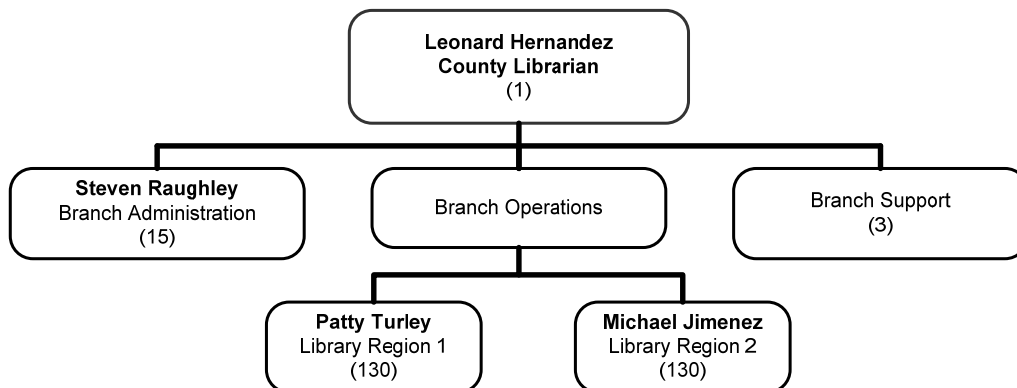 Leonard Hernandez
County Librarian
(1)
Steven Raughley
Branch Administration
(15)
Branch Operations
Branch Support
(3)
Patty Turley
Library Region 1
(130)
Michael Jimenez
Library Region 2
(130)